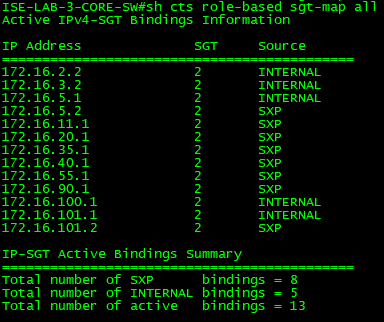 ISE-LAB-3-CORE-SW#sh cts role-based sgt-map all
Active IPv4-SGT Bindings Information
IP Address SGT Source
============================================
172.16.2.2 2 INTERNAL
172.16.3.2 2 INTERNAL
172.16.5.1 2 INTERNAL
172.16.5.2 2 SXP
172.16.11.1 2 SXP
172.16.20.1 2 SXP
172.16.35.1 2 SXP
172.16.40.1 2 SXP
172.16.55.1 2 SXP
172.16.90.1 2 SXP
172.16.100.1 2 INTERNAL
172.16.101.1 2 INTERNAL
172.16.101.2 2 SXP
IP-SGT Active Bindings Summary
============================================
Total number of SXP bindings = 8
Total number of INTERNAL bindings = 5
Total number of active bindings = 13